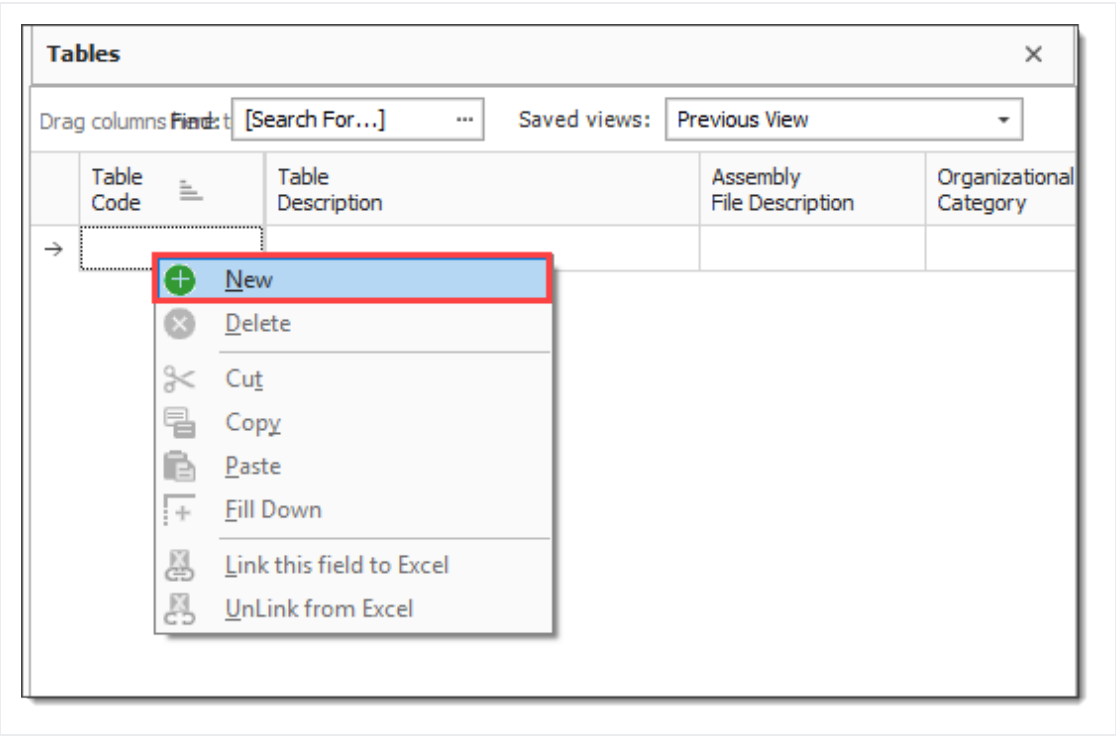 Tables
Drag columns Find: t [Search For...] ... Saved views: Previous View
Table Code
Table Description
Assembly File Description
Organizational Category
New
Delete
Cut
Copy
Paste
Fill Down
Link this field to Excel
UnLink from Excel